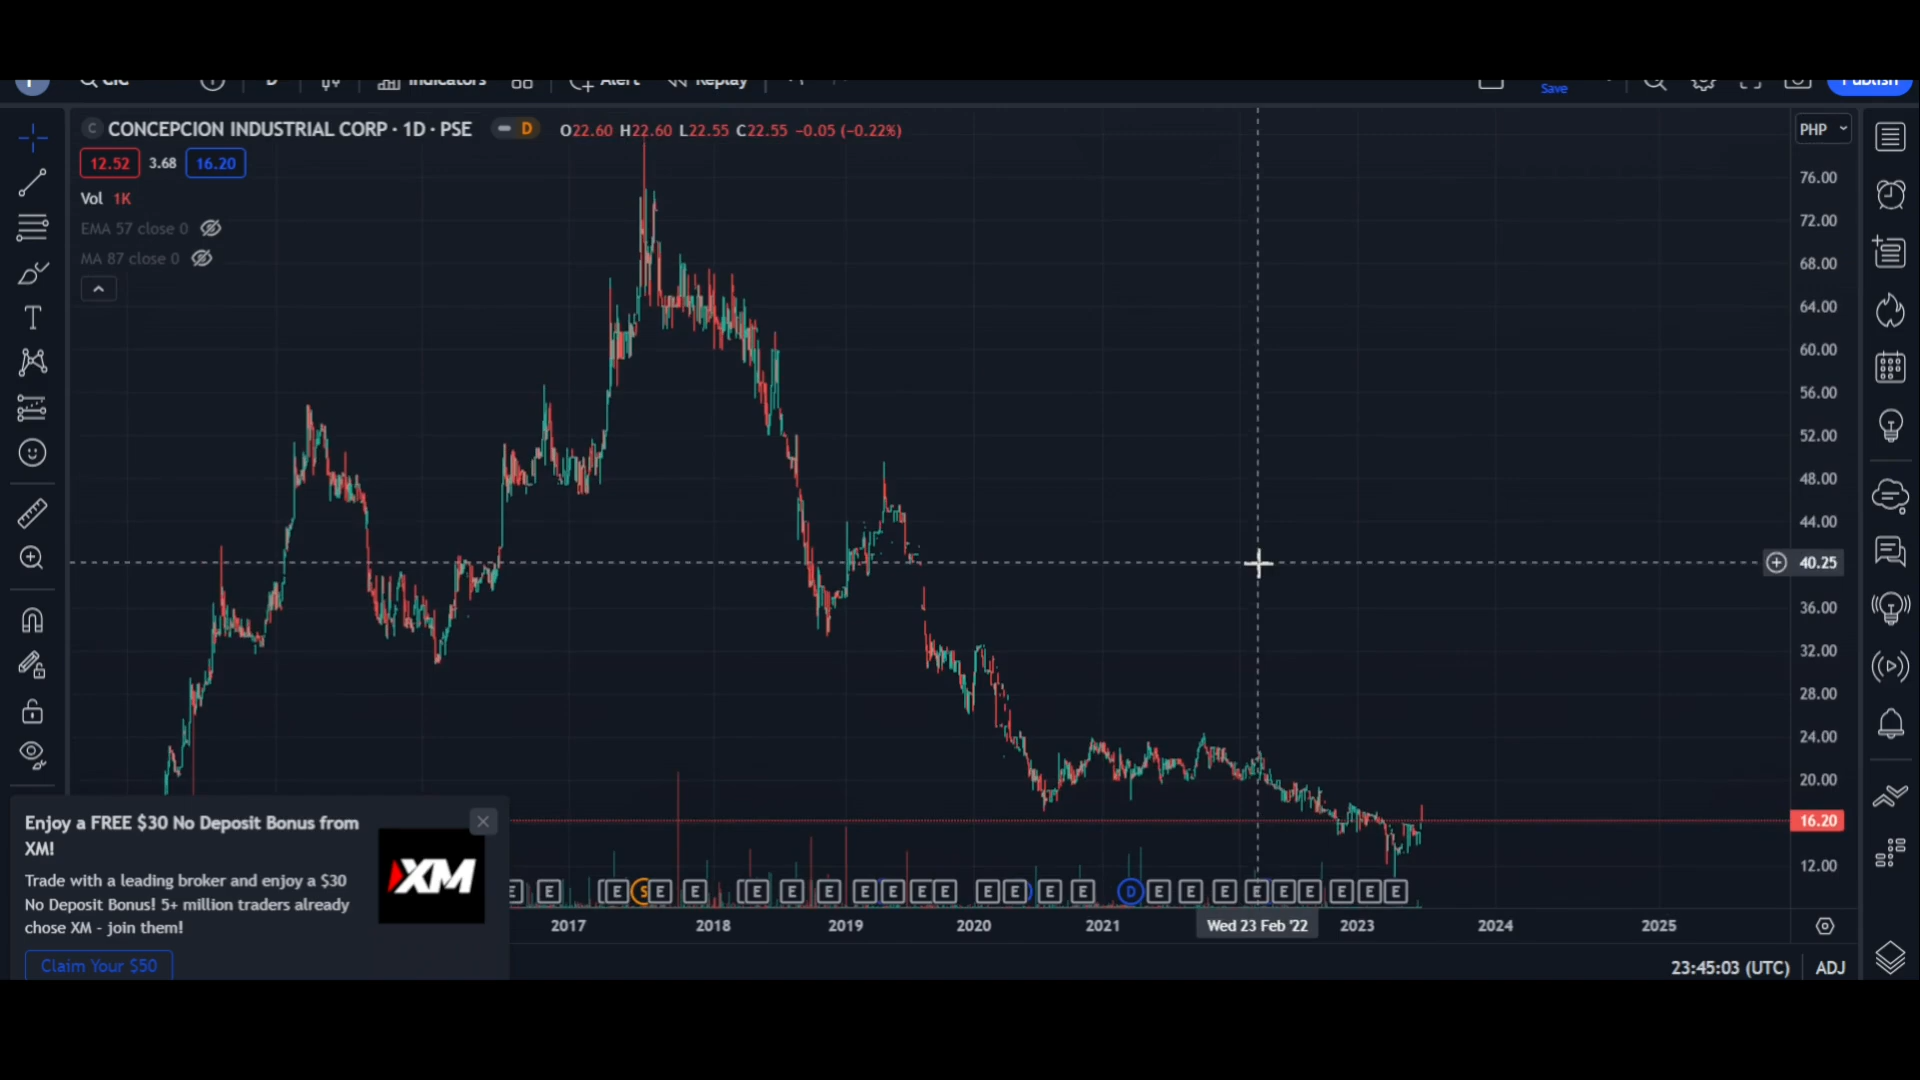 CIC
D
Indicators
Alert
Replay
Save
Publish
C CONCEPCION INDUSTRIAL CORP · 1D · PSE D O22.60 H22.60 L22.55 C22.55 −0.05 (−0.22%)
PHP
12.52 3.68 16.20
Vol 1K
EMA 57 close 0
MA 87 close 0
76.00
72.00
68.00
64.00
60.00
56.00
52.00
48.00
44.00
40.25
36.00
32.00
28.00
24.00
20.00
16.20
12.00
Enjoy a FREE $30 No Deposit Bonus from
XM!
Trade with a leading broker and enjoy a $30
No Deposit Bonus! 5+ million traders already
chose XM - join them!
Claim Your $50
XM
E E E S E E E E E E E E E E E E E D E E E E E E E E E
2017 2018 2019 2020 2021 Wed 23 Feb '22 2023 2024 2025
23:45:03 (UTC) ADJ